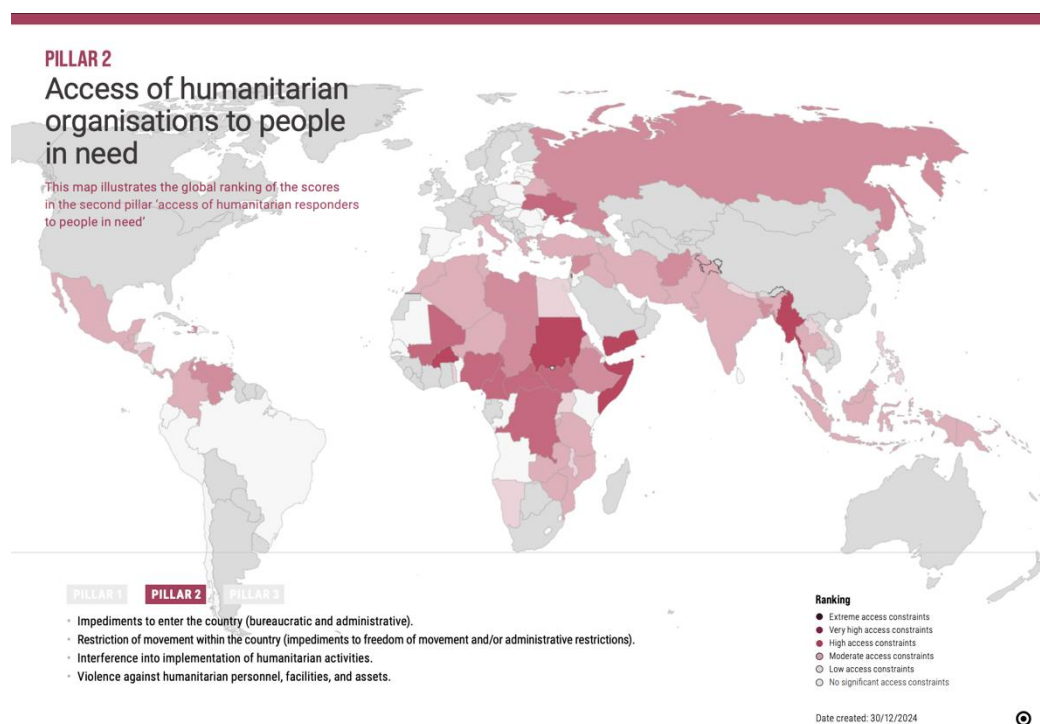 PILLAR 2
Access of humanitarian
organisations to people
in need
This map illustrates the global ranking of the scores
in the second pillar 'access of humanitarian responders
to people in need'
PILLAR 1 PILLAR 2 PILLAR 3
Impediments to enter the country (bureaucratic and administrative).
Restriction of movement within the country (impediments to freedom of movement and/or administrative restrictions).
Interference into implementation of humanitarian activities.
Violence against humanitarian personnel, facilities, and assets.
Ranking
Extreme access constraints
Very high access constraints
High access constraints
Moderate access constraints
Low access constraints
No significant access constraints
Date created: 30/12/2024